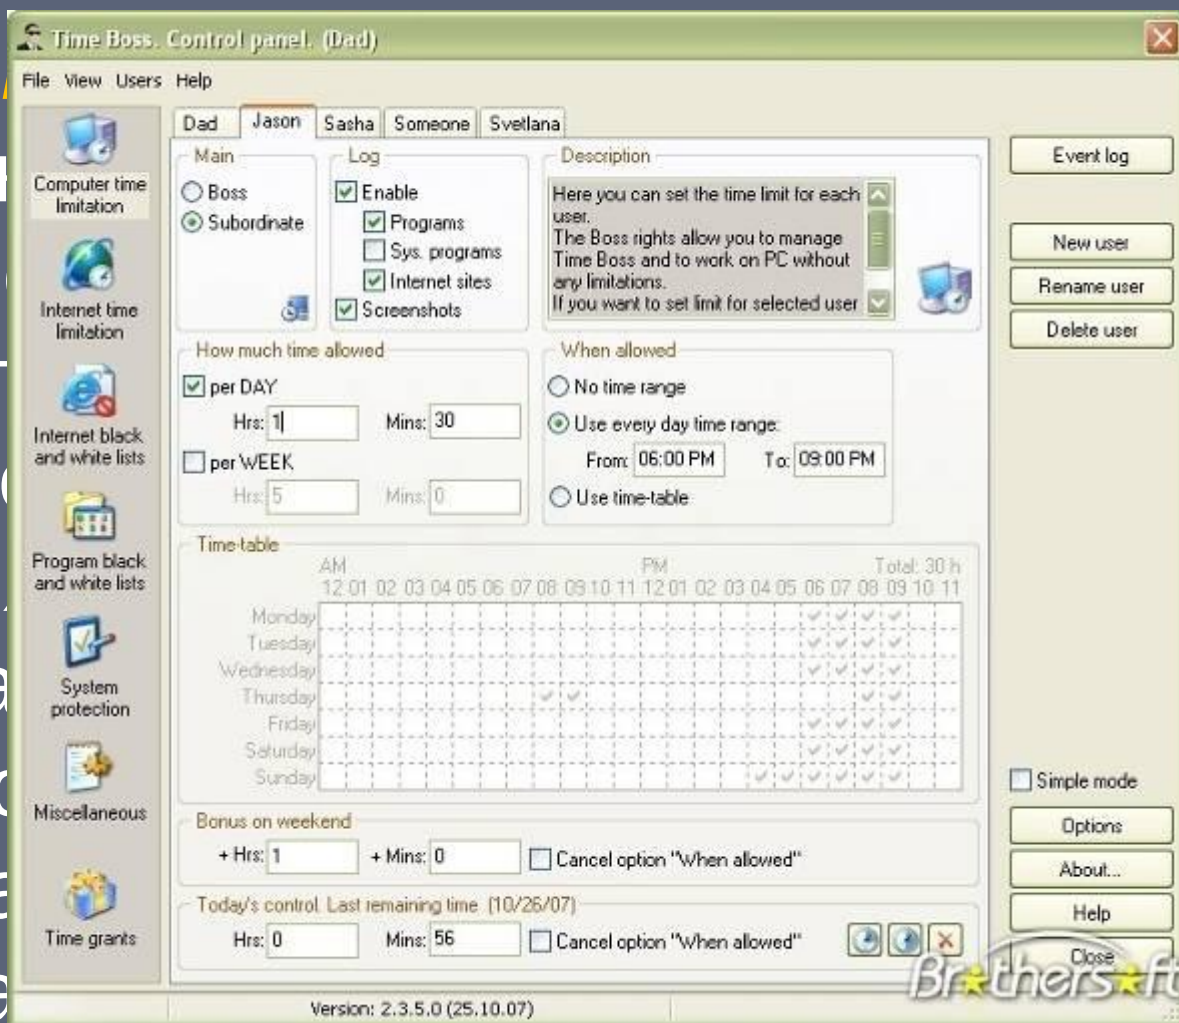 Time Boss. Control panel. (Dad)
File View Users Help
Computer time
limitation
Internet time
limitation
Internet black
and white lists
Program black
and white lists
System
protection
Miscellaneous
Time grants
Dad Jason Sasha Someone Svetlana
Main
Boss
Subordinate
Log
Enable
Programs
Sys. programs
Internet sites
Screenshots
Description
Here you can set the time limit for each
user.
The Boss rights allow you to manage
Time Boss and to work on PC without
any limitations.
If you want to set limit for selected user
How much time allowed
per DAY
Hrs: 1 Mins: 30
per WEEK
Hrs: 5 Mins: 0
When allowed
No time range
Use every day time range:
From: 06:00 PM To: 09:00 PM
Use time-table
Time-table
AM PM Total: 30 h
12 01 02 03 04 05 06 07 08 09 10 11 12 01 02 03 04 05 06 07 08 09 10 11
Monday
Tuesday
Wednesday
Thursday
Friday
Saturday
Sunday
Bonus on weekend
+ Hrs: 1 + Mins: 0 Cancel option "When allowed"
Today's control. Last remaining time. (10/26/07)
Hrs: 0 Mins: 56 Cancel option "When allowed"
Event log
New user
Rename user
Delete user
Simple mode
Options
About...
Help
Close
Brothersoft
Version: 2.3.5.0 (25.10.07)